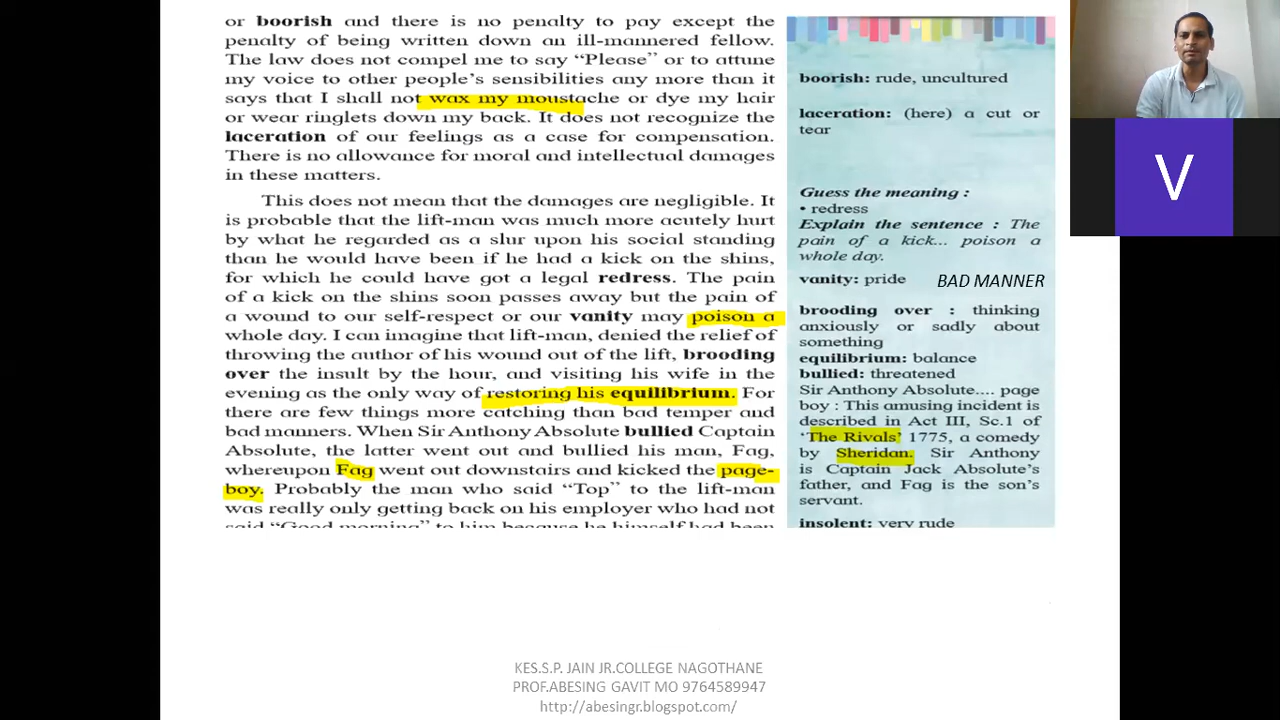 or boorish and there is no penalty to pay except the
penalty of being written down an ill-mannered fellow.
The law does not compel me to say “Please” or to attune
my voice to other people’s sensibilities any more than it
says that I shall not wax my moustache or dye my hair
or wear ringlets down my back. It does not recognize the
laceration of our feelings as a case for compensation.
There is no allowance for moral and intellectual damages
in these matters.
This does not mean that the damages are negligible. It
is probable that the lift-man was much more acutely hurt
by what he regarded as a slur upon his social standing
than he would have been if he had a kick on the shins,
for which he could have got a legal redress. The pain
of a kick on the shins soon passes away but the pain of
a wound to our self-respect or our vanity may poison a
whole day. I can imagine that lift-man, denied the relief of
throwing the author of his wound out of the lift, brooding
over the insult by the hour, and visiting his wife in the
evening as the only way of restoring his equilibrium. For
there are few things more catching than bad temper and
bad manners. When Sir Anthony Absolute bullied Captain
Absolute, the latter went out and bullied his man, Fag,
whereupon Fag went out downstairs and kicked the page-
boy. Probably the man who said “Top” to the lift-man
was really only getting back on his employer who had not
said “Good morning” to him because he himself had been
boorish: rude, uncultured
laceration: (here) a cut or
tear
Guess the meaning :
• redress
Explain the sentence : The
pain of a kick... poison a
whole day.
vanity: pride
BAD MANNER
brooding over : thinking
anxiously or sadly about
something
equilibrium: balance
bullied: threatened
Sir Anthony Absolute.... page
boy : This amusing incident is
described in Act III, Sc.1 of
‘The Rivals’ 1775, a comedy
by Sheridan. Sir Anthony
is Captain Jack Absolute’s
father, and Fag is the son’s
servant.
insolent: very rude
V
KES.S.P. JAIN JR.COLLEGE NAGOTHANE
PROF.ABESING GAVIT MO 9764589947
http://abesingr.blogspot.com/